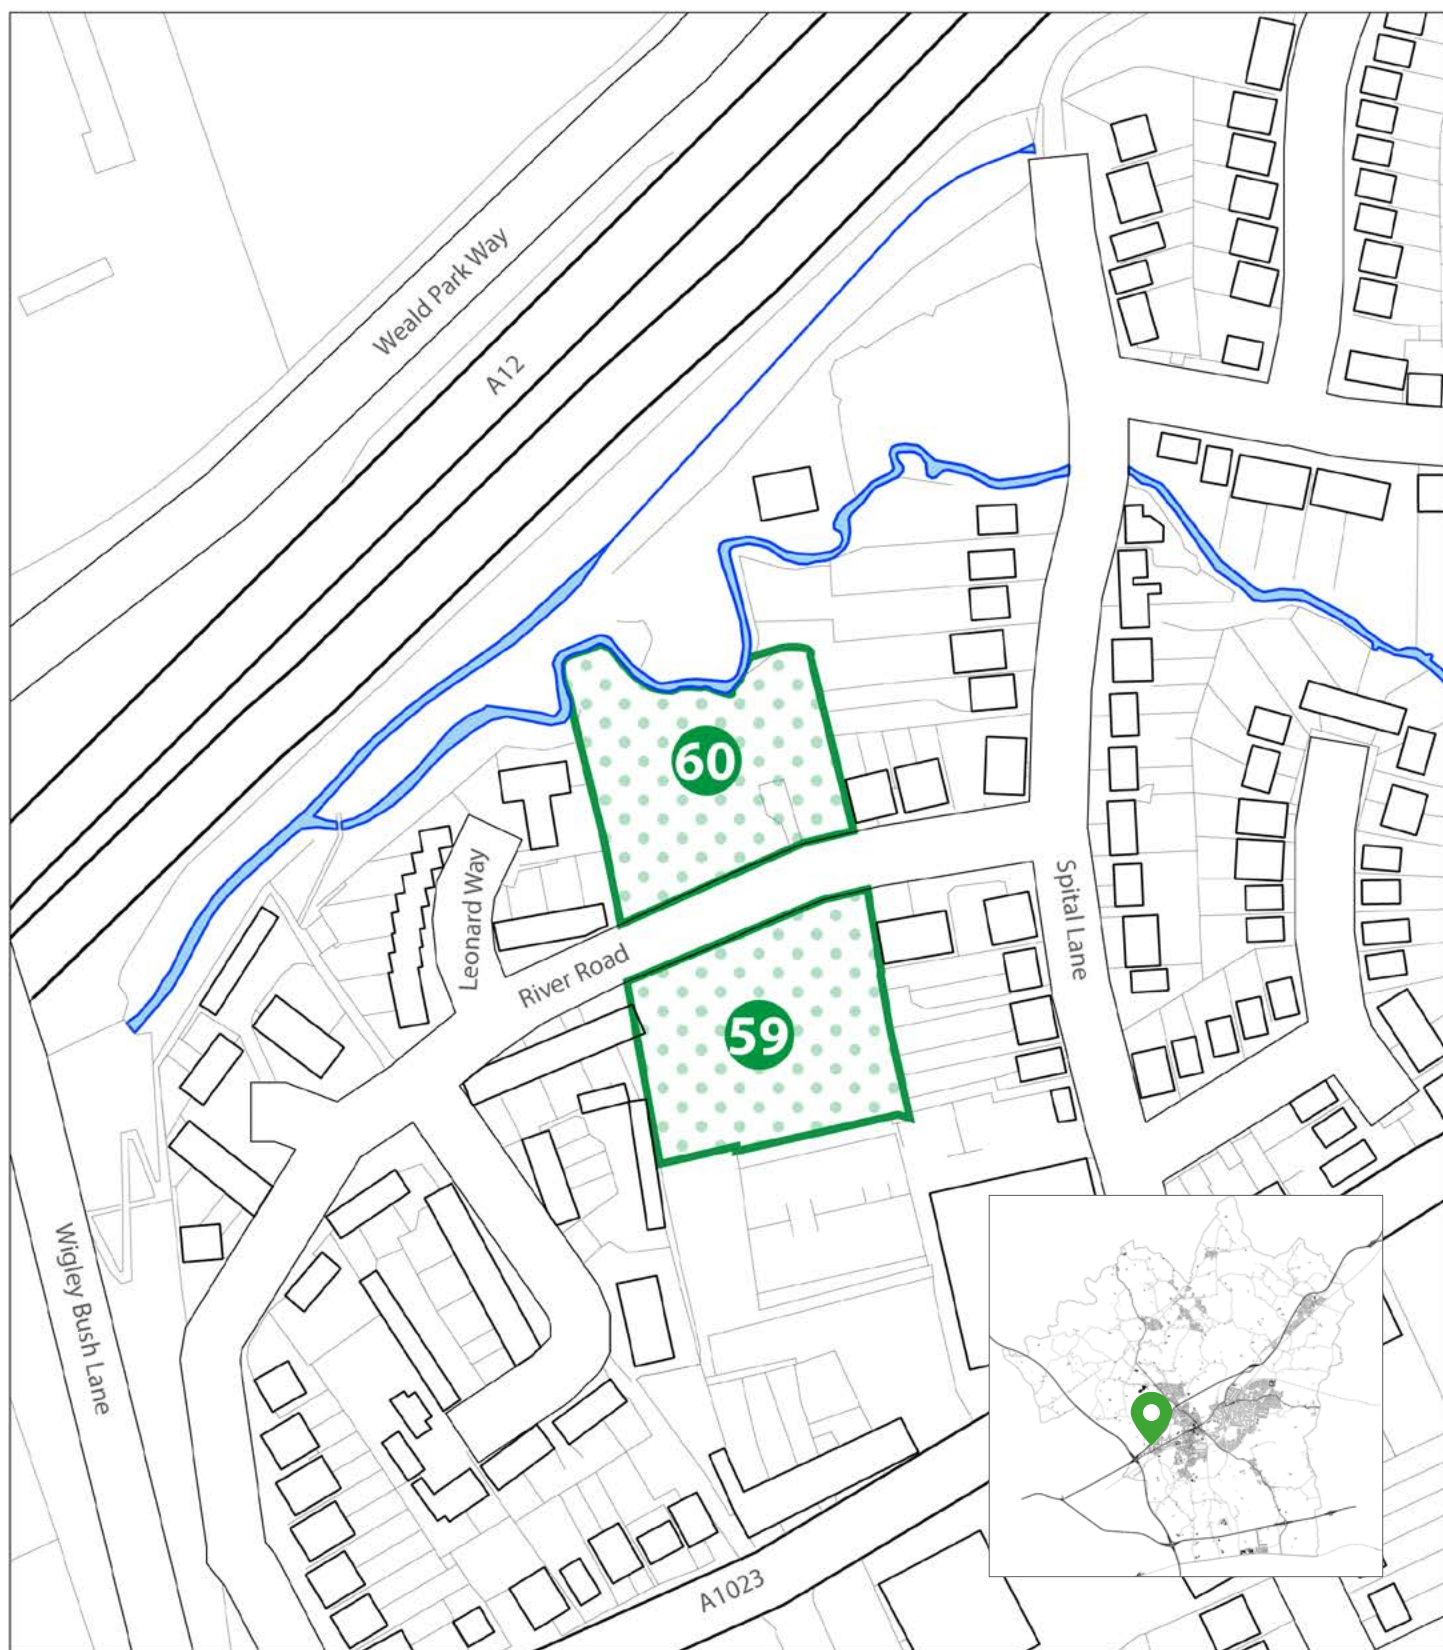 Weald Park Way
A12
60
Leonard Way
River Road
Spital Lane
59
Wigley Bush Lane
A1023